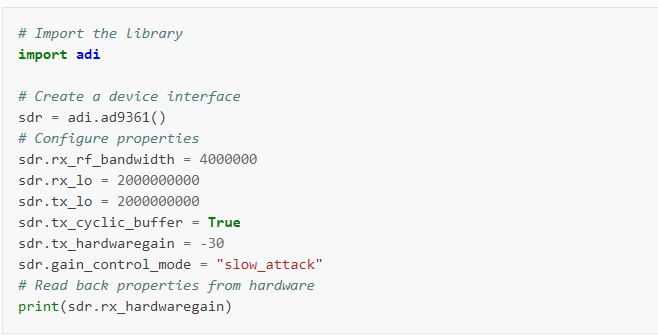 # Import the library
import adi
# Create a device interface
sdr = adi.ad9361()
# Configure properties
sdr.rx_rf_bandwidth = 4000000
sdr.rx_lo = 2000000000
sdr.tx_lo = 2000000000
sdr.tx_cyclic_buffer = True
sdr.tx_hardwaregain = -30
sdr.gain_control_mode = "slow_attack"
# Read back properties from hardware
print(sdr.rx_hardwaregain)